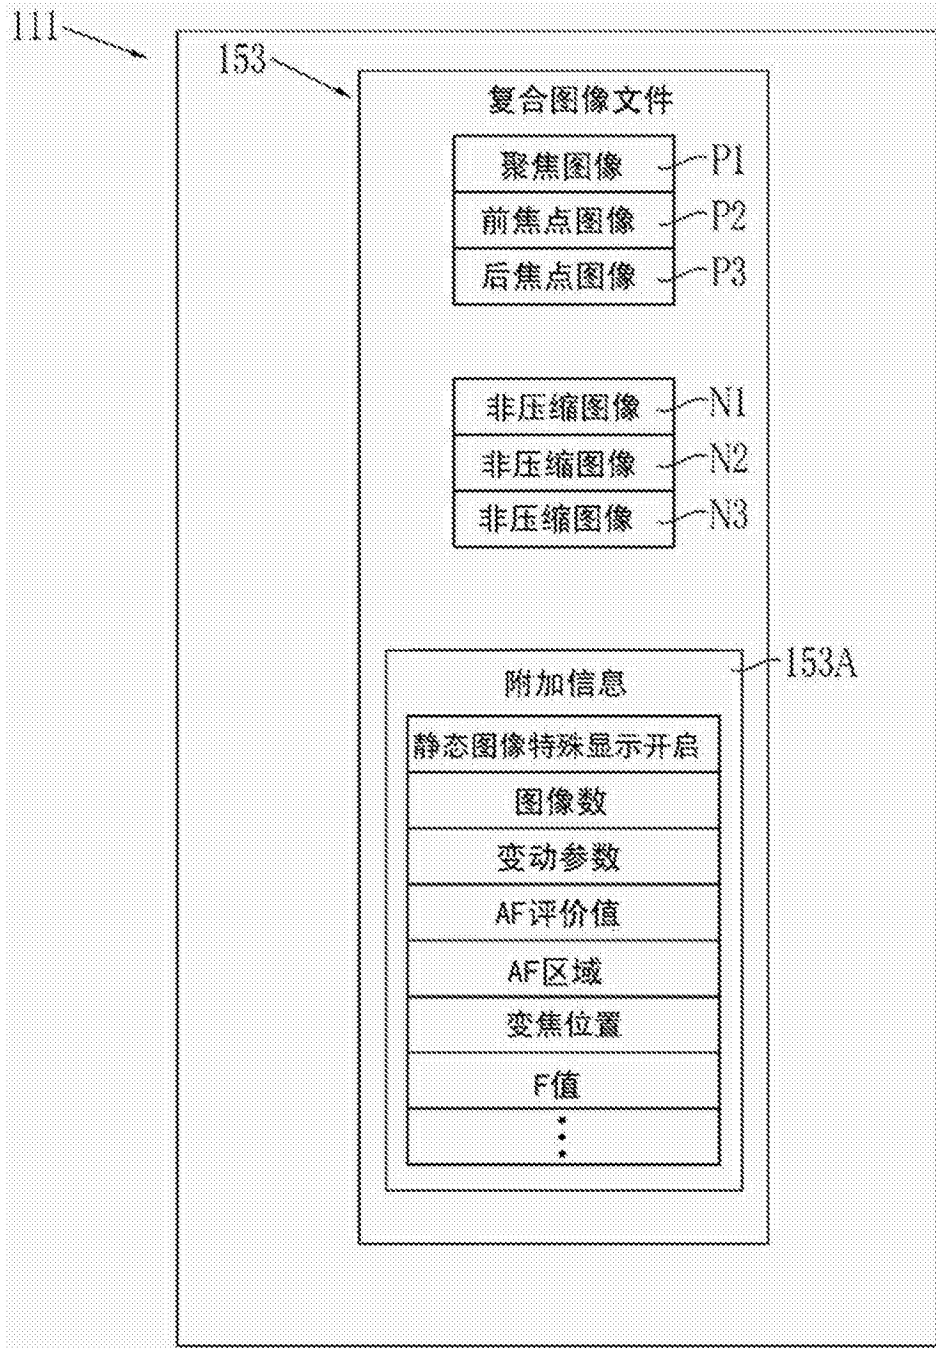 111
153
复合图像文件
聚焦图像 P1
前焦点图像 P2
后焦点图像 P3
非压缩图像 N1
非压缩图像 N2
非压缩图像 N3
153A
附加信息
静态图像特殊显示开启
图像数
变动参数
AF评价值
AF区域
变焦位置
F值